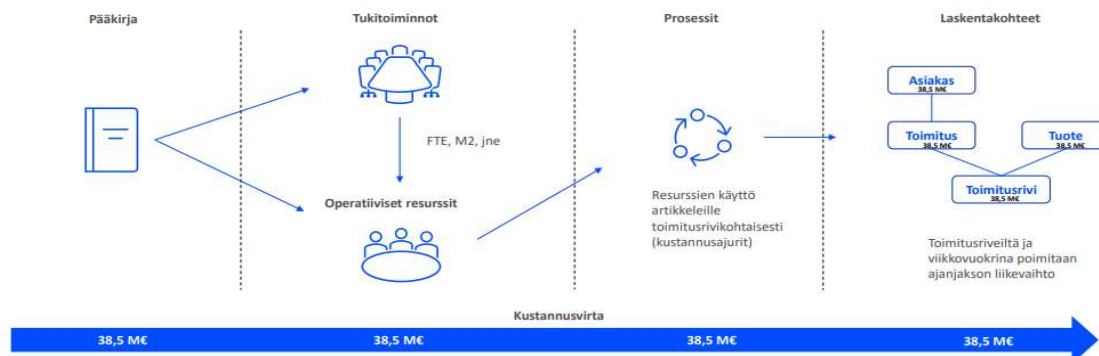 Pääkirja
Tukitoiminnot
Prosessit
Laskentakohteet
FTE, M2, jne
Operatiiviset resurssit
Resurssien käyttö
artikkeleille
toimitusrivikohtaisesti
(kustannusajurit)
Asiakas
38,5 M€
Toimitus
38,5 M€
Tuote
38,5 M€
Toimitusrivi
38,5 M€
Toimitusriveiltä ja
viikkovuokrina poimitaan
ajanjakson liikevaihto
Kustannusvirta
38,5 M€ 38,5 M€ 38,5 M€ 38,5 M€